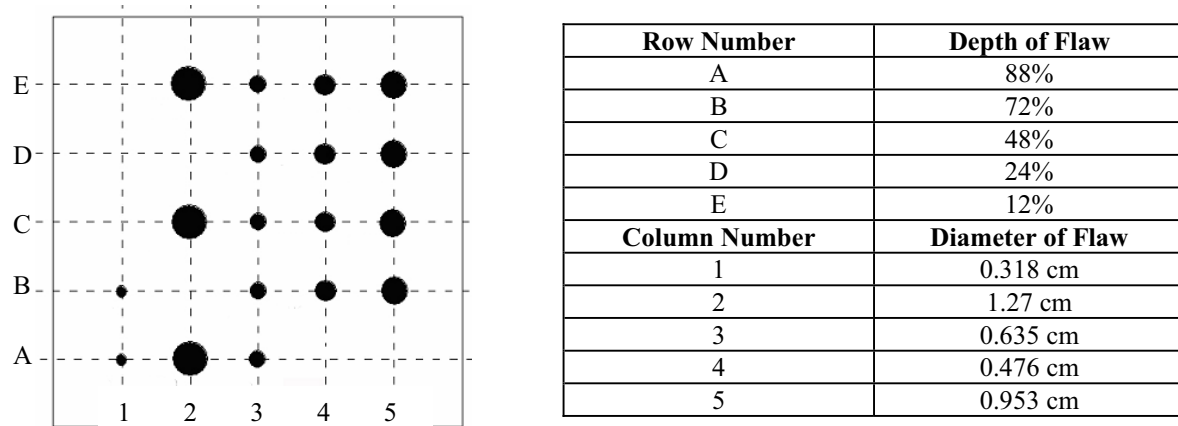 E
D
C
B
A
1 2 3 4 5
Row Number Depth of Flaw
A 88%
B 72%
C 48%
D 24%
E 12%
Column Number Diameter of Flaw
1 0.318 cm
2 1.27 cm
3 0.635 cm
4 0.476 cm
5 0.953 cm